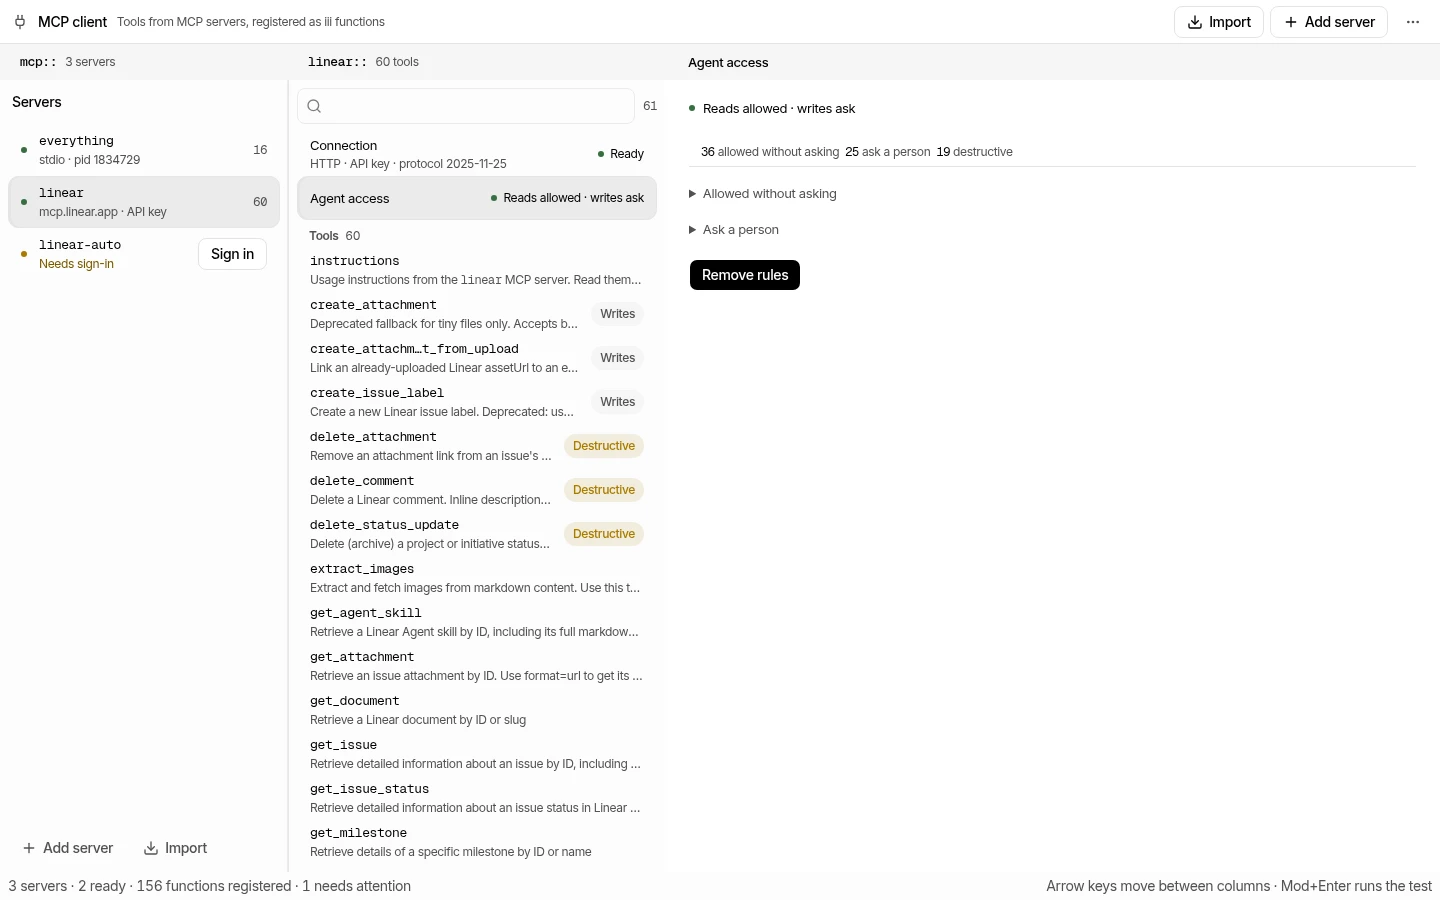 MCP client Tools from MCP servers, registered as iii functions
Import
Add server
mcp:: 3 servers
linear:: 60 tools
Agent access
Servers
everything
stdio · pid 1834729
16
linear
mcp.linear.app · API key
60
linear-auto
Needs sign-in
Sign in
Add server
Import
61
Connection
HTTP · API key · protocol 2025-11-25
Ready
Agent access
Reads allowed · writes ask
Tools 60
instructions
Usage instructions from the linear MCP server. Read them…
create_attachment
Deprecated fallback for tiny files only. Accepts b…
Writes
create_attachm…t_from_upload
Link an already-uploaded Linear assetUrl to an e…
Writes
create_issue_label
Create a new Linear issue label. Deprecated: us…
Writes
delete_attachment
Remove an attachment link from an issue's …
Destructive
delete_comment
Delete a Linear comment. Inline description…
Destructive
delete_status_update
Delete (archive) a project or initiative status…
Destructive
extract_images
Extract and fetch images from markdown content. Use this t…
get_agent_skill
Retrieve a Linear Agent skill by ID, including its full markdow…
get_attachment
Retrieve an issue attachment by ID. Use format=url to get its …
get_document
Retrieve a Linear document by ID or slug
get_issue
Retrieve detailed information about an issue by ID, including …
get_issue_status
Retrieve detailed information about an issue status in Linear …
get_milestone
Retrieve details of a specific milestone by ID or name
Reads allowed · writes ask
36 allowed without asking 25 ask a person 19 destructive
Allowed without asking
Ask a person
Remove rules
3 servers · 2 ready · 156 functions registered · 1 needs attention
Arrow keys move between columns · Mod+Enter runs the test